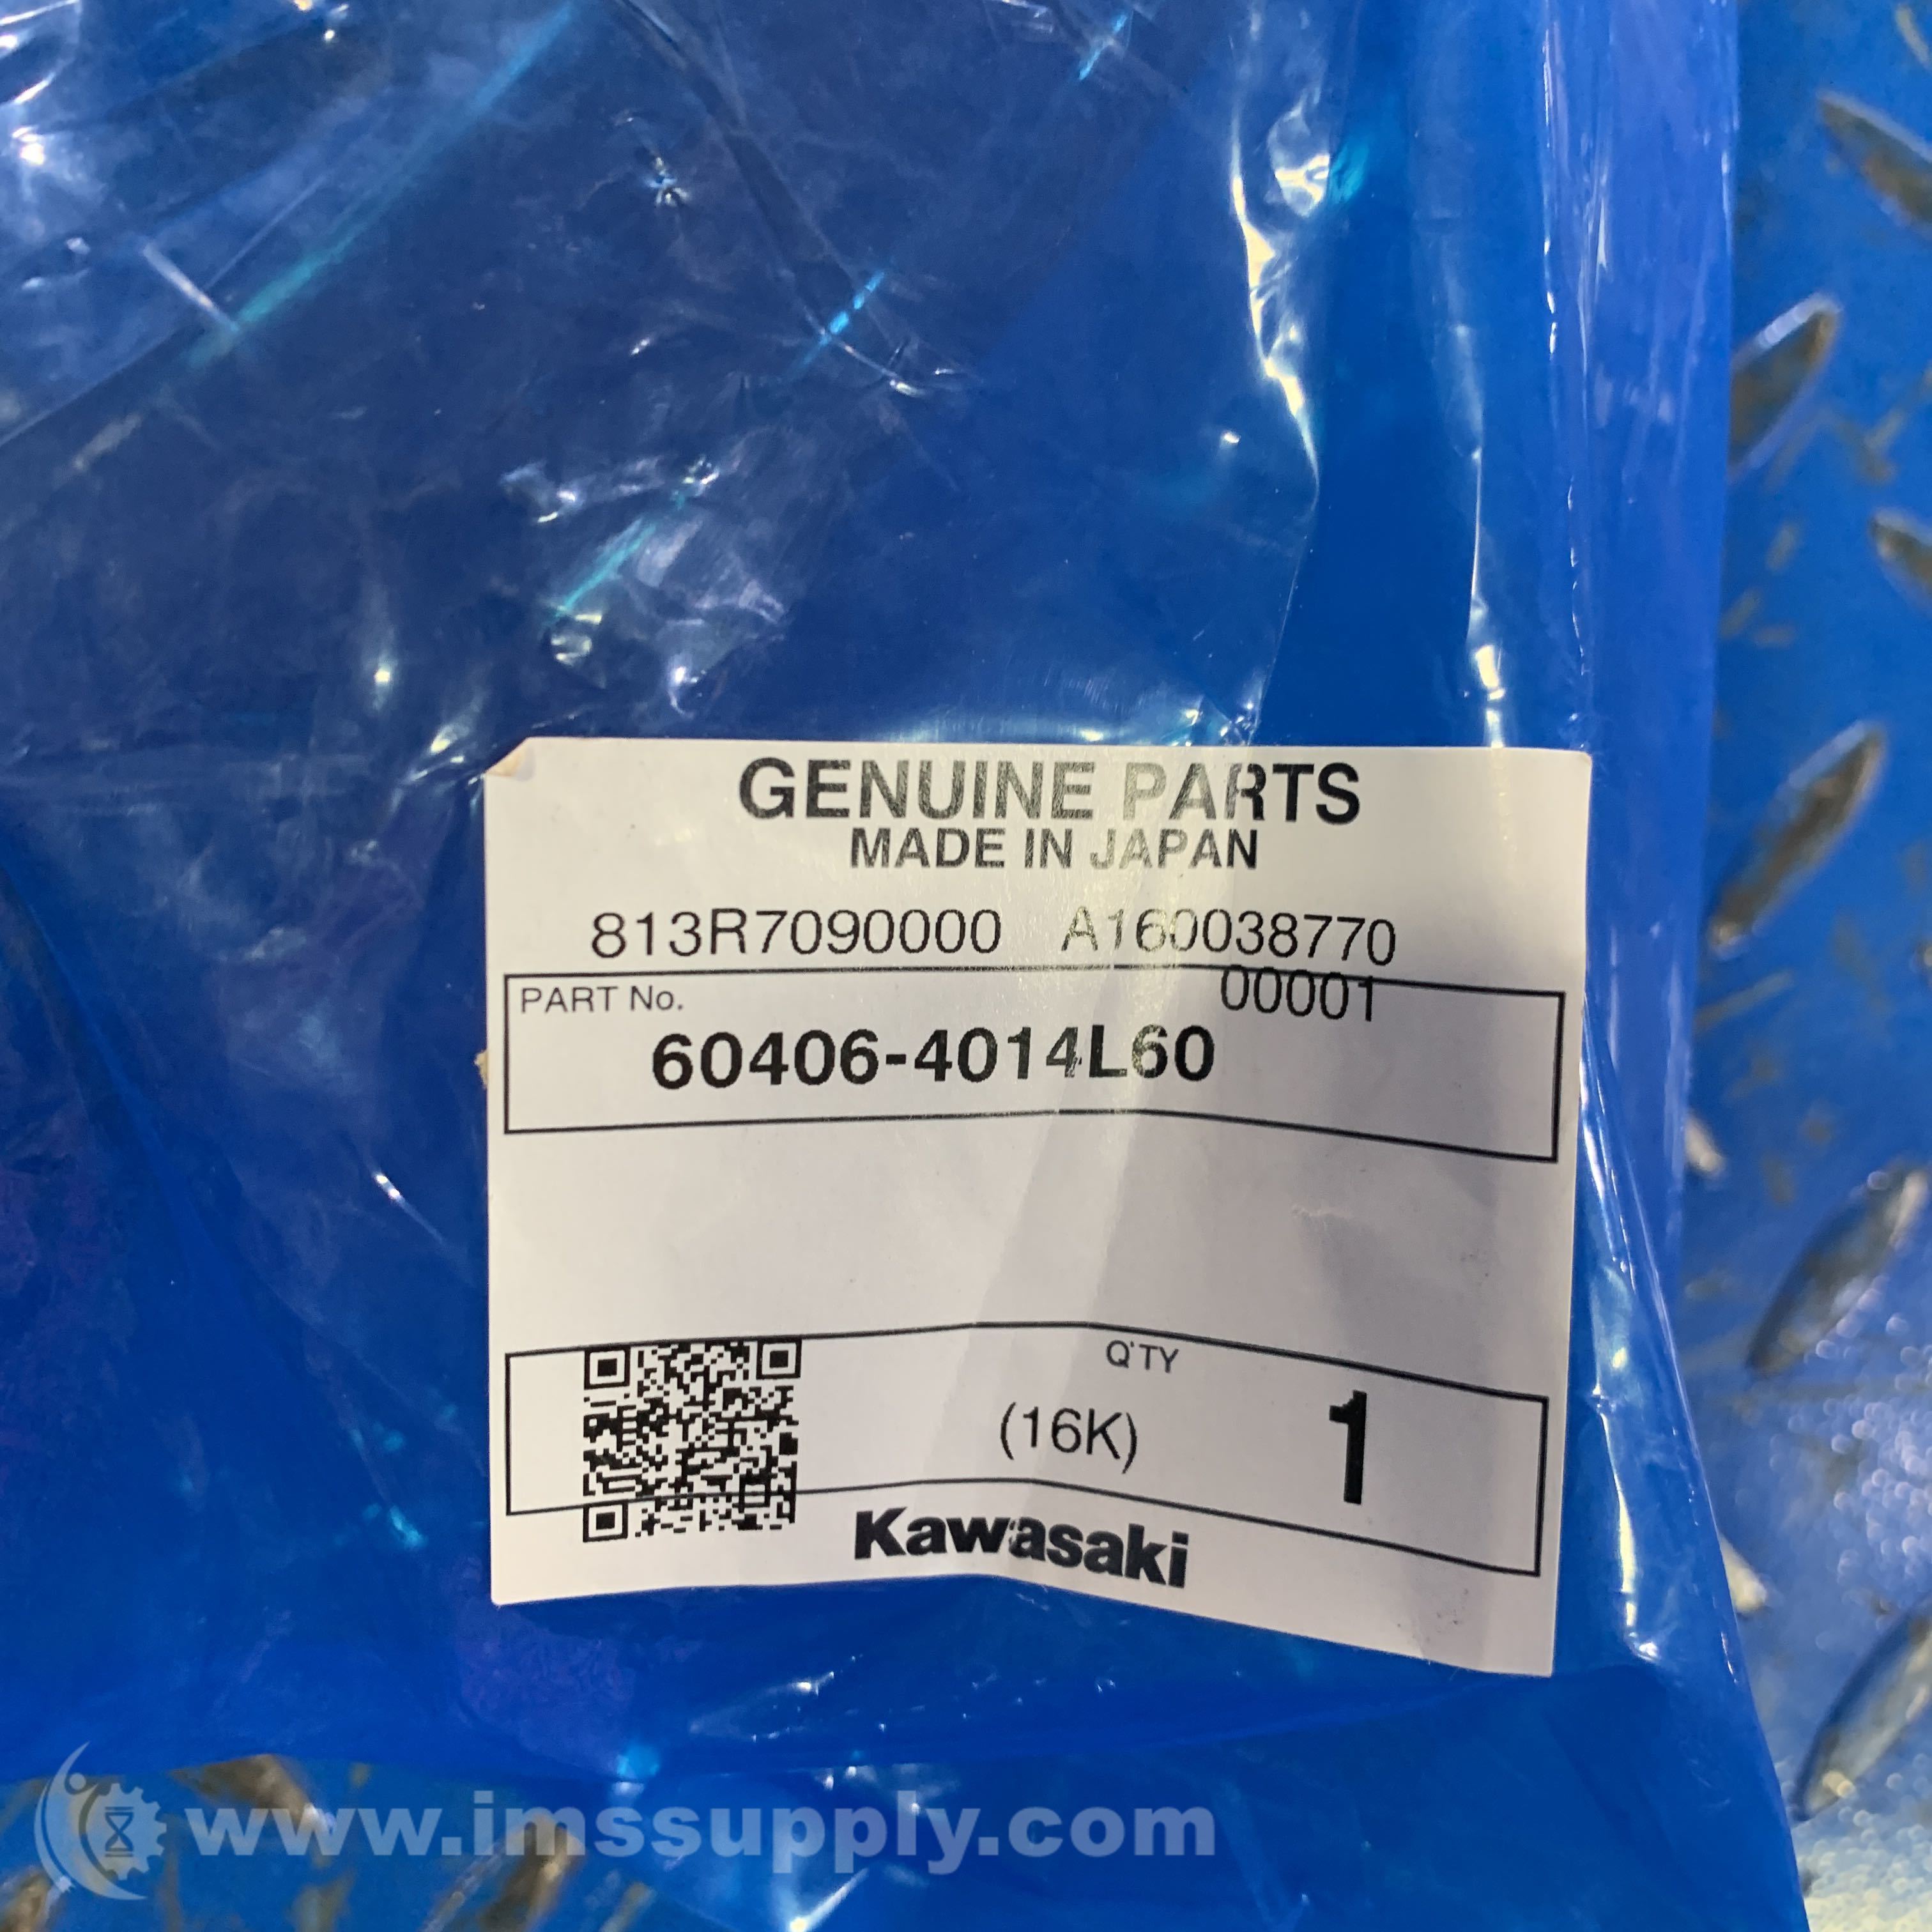 GENUINE PARTS
MADE IN JAPAN
813R7090000 A160038770
00001
PART No.
60406-4014L60
Q'TY
(16K) 1
Kawasaki
www.imssupply.com